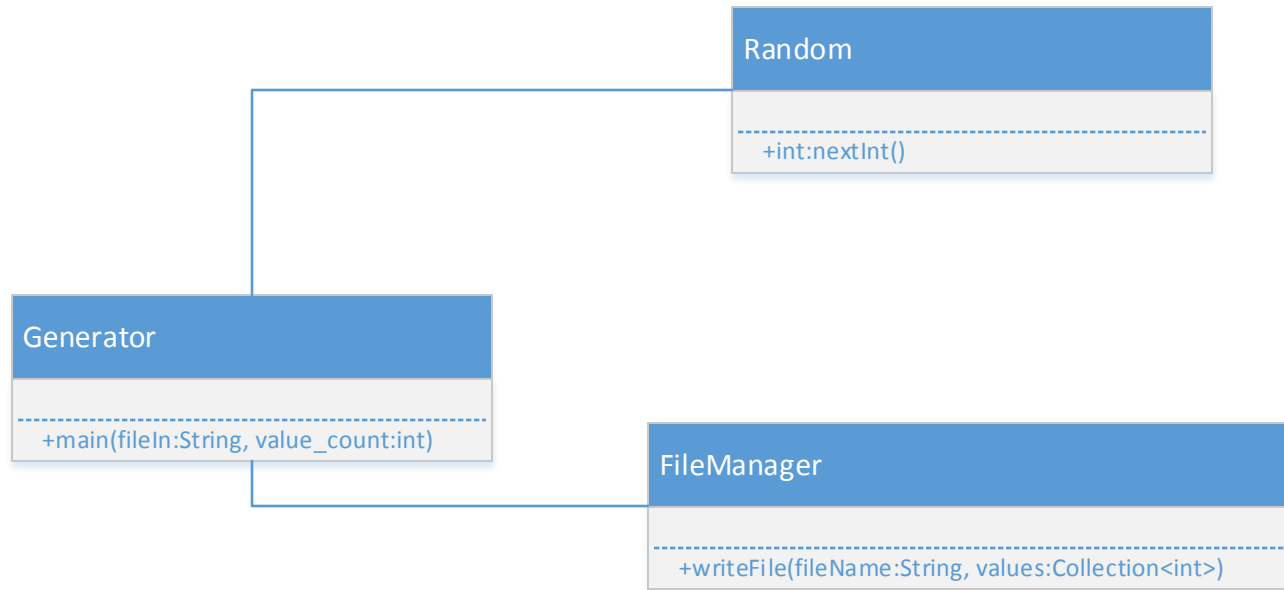 Random
+int:nextInt()
Generator
+main(fileIn:String, value_count:int)
FileManager
+writeFile(fileName:String, values:Collection<int>)